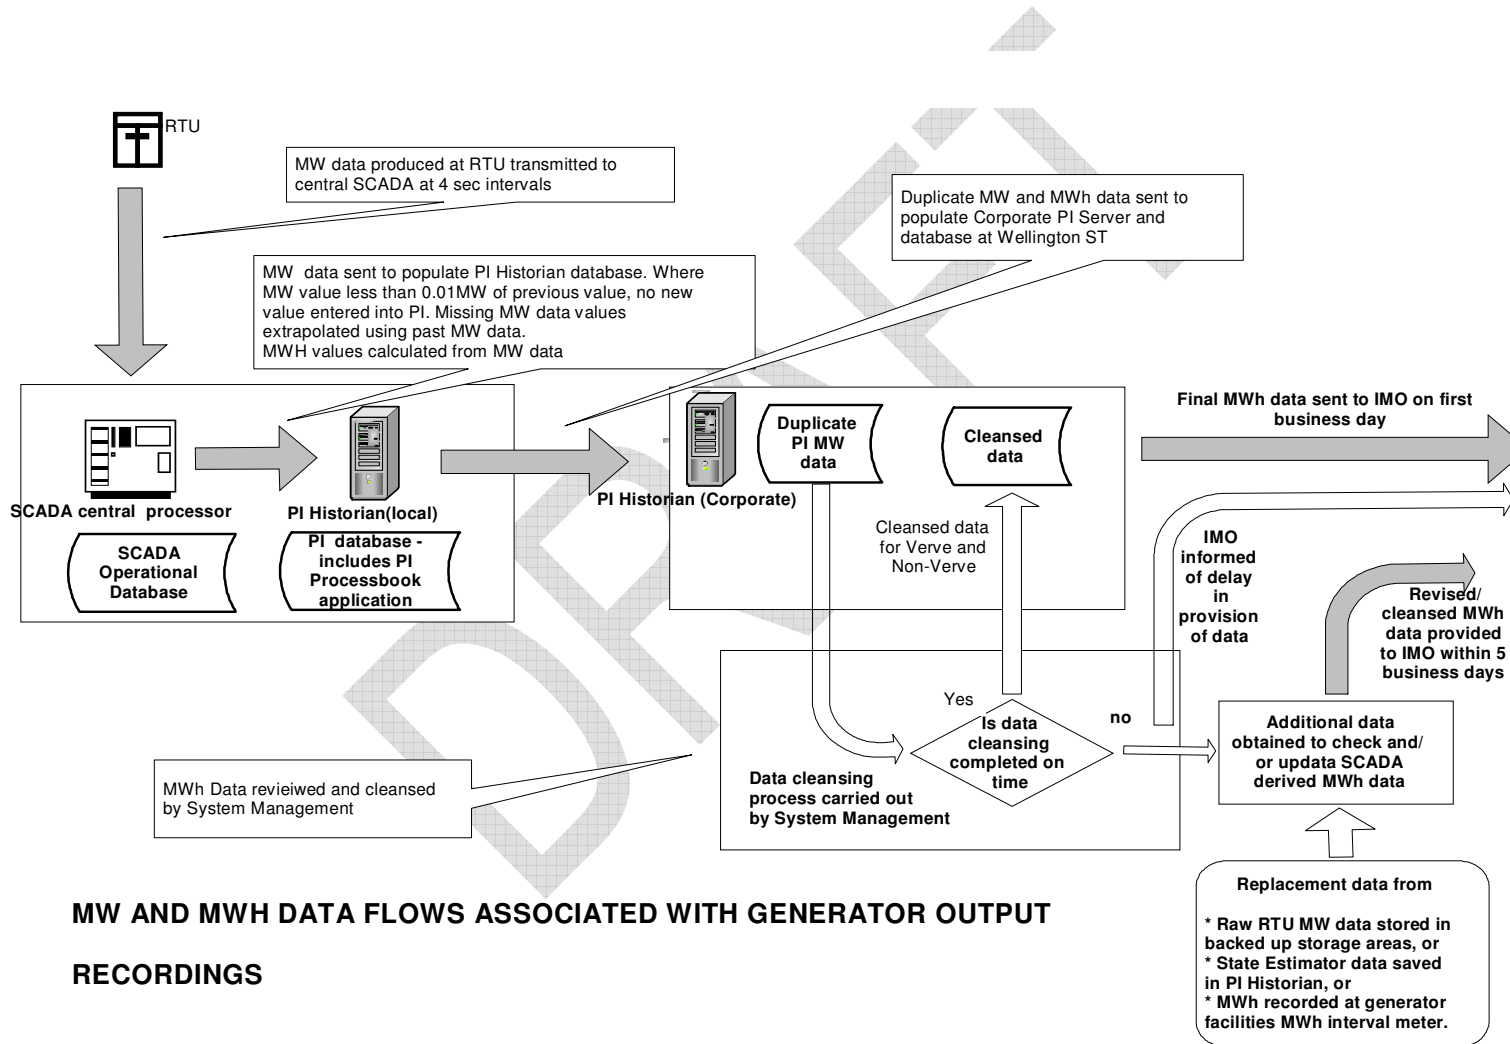 RTU
MW data produced at RTU transmitted to
central SCADA at 4 sec intervals
Duplicate MW and MWh data sent to
populate Corporate PI Server and
database at Wellington ST
MW  data sent to populate PI Historian database. Where
MW value less than 0.01MW of previous value, no new
value entered into PI. Missing MW data values
extrapolated using past MW data.
MWH values calculated from MW data
SCADA central  processor
PI Historian(local)
SCADA
Operational
Database
PI  database -
includes PI
Processbook
application
PI Historian (Corporate)
Duplicate
PI MW
data
Cleansed
data
Cleansed data
for Verve and
Non-Verve
Final MWh data sent to IMO on first
business day
IMO
informed
of delay
in
provision
of data
Revised/
cleansed MWh
data provided
to IMO within 5
business days
Yes
Is data
cleansing
completed on
time
no
Data cleansing
process carried out
by System Management
Additional data
obtained to check and/
or updata SCADA
derived MWh data
MWh Data revieiwed and cleansed
by System Management
Replacement data from
* Raw RTU MW data stored in
backed up storage areas, or
* State Estimator data saved
in PI Historian, or
* MWh recorded at generator
facilities MWh interval meter.
MW AND MWH DATA FLOWS ASSOCIATED WITH GENERATOR OUTPUT
RECORDINGS
DRAFT